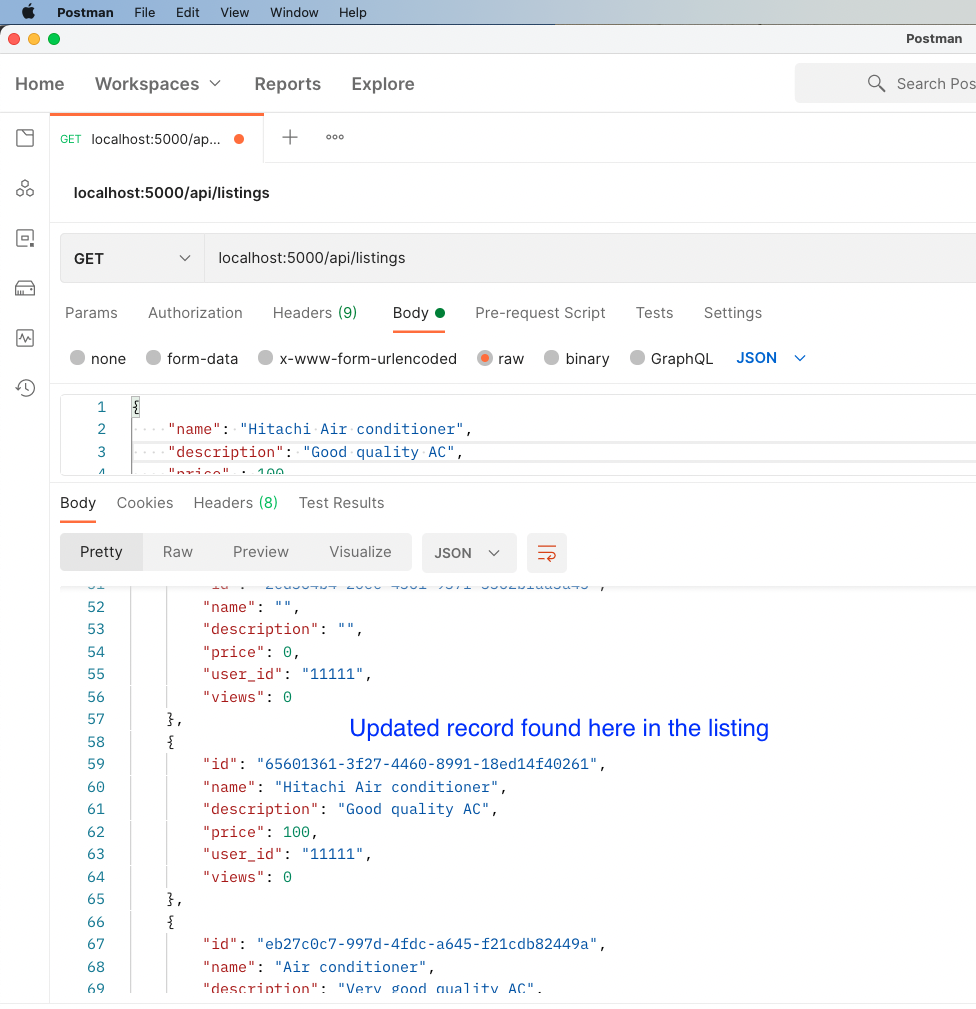 Postman File Edit View Window Help
Postman
Home Workspaces Reports Explore Search Pos
GET localhost:5000/ap...
localhost:5000/api/listings
GET localhost:5000/api/listings
Params Authorization Headers (9) Body Pre-request Script Tests Settings
none form-data x-www-form-urlencoded raw binary GraphQL JSON
1 {
2 "name": "Hitachi Air conditioner",
3 "description": "Good quality AC",
4 "price" : 100
Body Cookies Headers (8) Test Results
Pretty Raw Preview Visualize JSON
51 "id":
52 "name": "",
53 "description": "",
54 "price": 0,
55 "user_id": "11111",
56 "views": 0
57 },
Updated record found here in the listing
58 {
59 "id": "65601361-3f27-4460-8991-18ed14f40261",
60 "name": "Hitachi Air conditioner",
61 "description": "Good quality AC",
62 "price": 100,
63 "user_id": "11111",
64 "views": 0
65 },
66 {
67 "id": "eb27c0c7-997d-4fdc-a645-f21cdb82449a",
68 "name": "Air conditioner",
69 "description": "Very good quality AC",